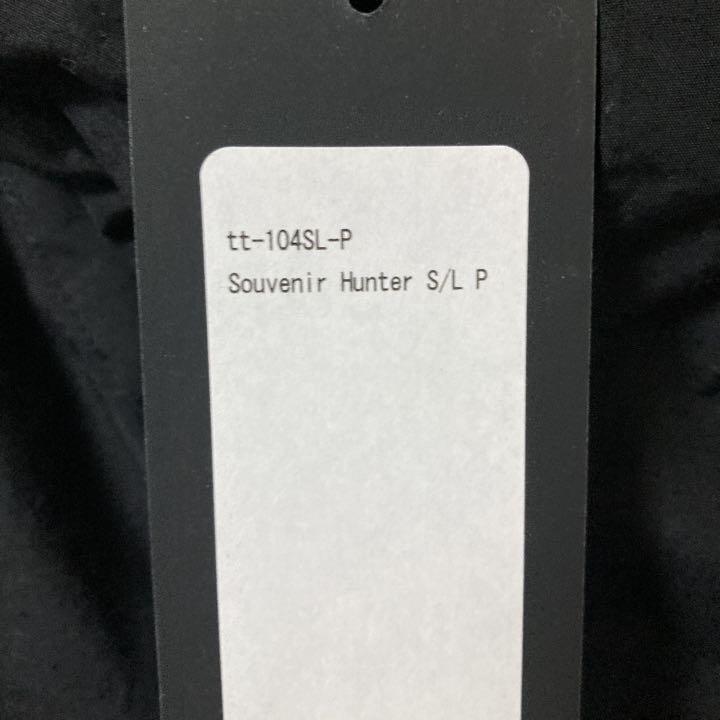 tt-104SL-P
Souvenir Hunter S/L P